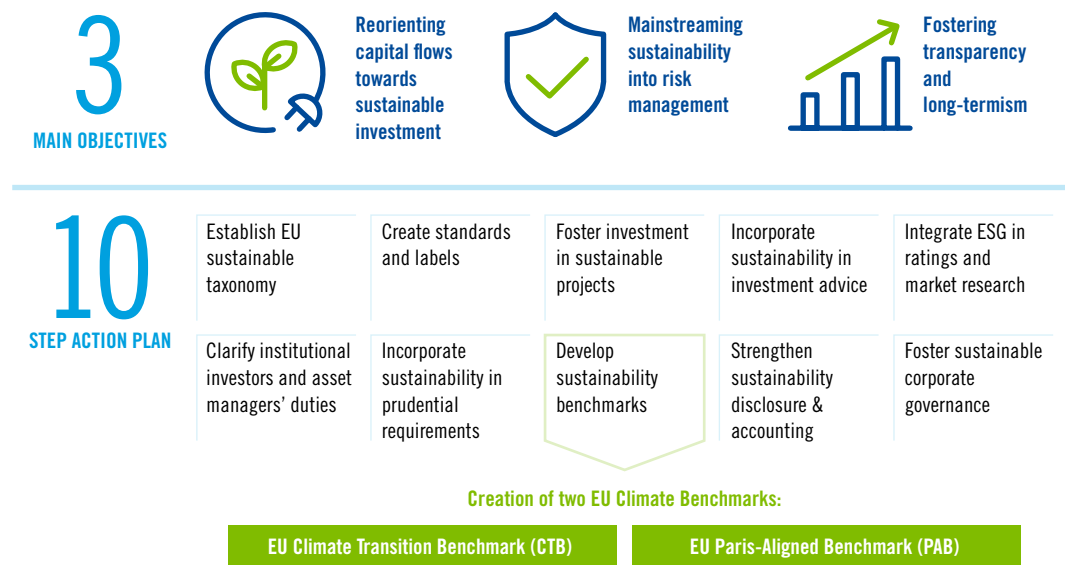 3
MAIN OBJECTIVES
Reorienting
capital flows
towards
sustainable
investment
Mainstreaming
sustainability
into risk
management
Fostering
transparency
and
long-termism
10
STEP ACTION PLAN
Establish EU
sustainable
taxonomy
Create standards
and labels
Foster investment
in sustainable
projects
Incorporate
sustainability in
investment advice
Integrate ESG in
ratings and
market research
Clarify institutional
investors and asset
managers’ duties
Incorporate
sustainability in
prudential
requirements
Develop
sustainability
benchmarks
Strengthen
sustainability
disclosure &
accounting
Foster sustainable
corporate
governance
Creation of two EU Climate Benchmarks:
EU Climate Transition Benchmark (CTB)
EU Paris-Aligned Benchmark (PAB)